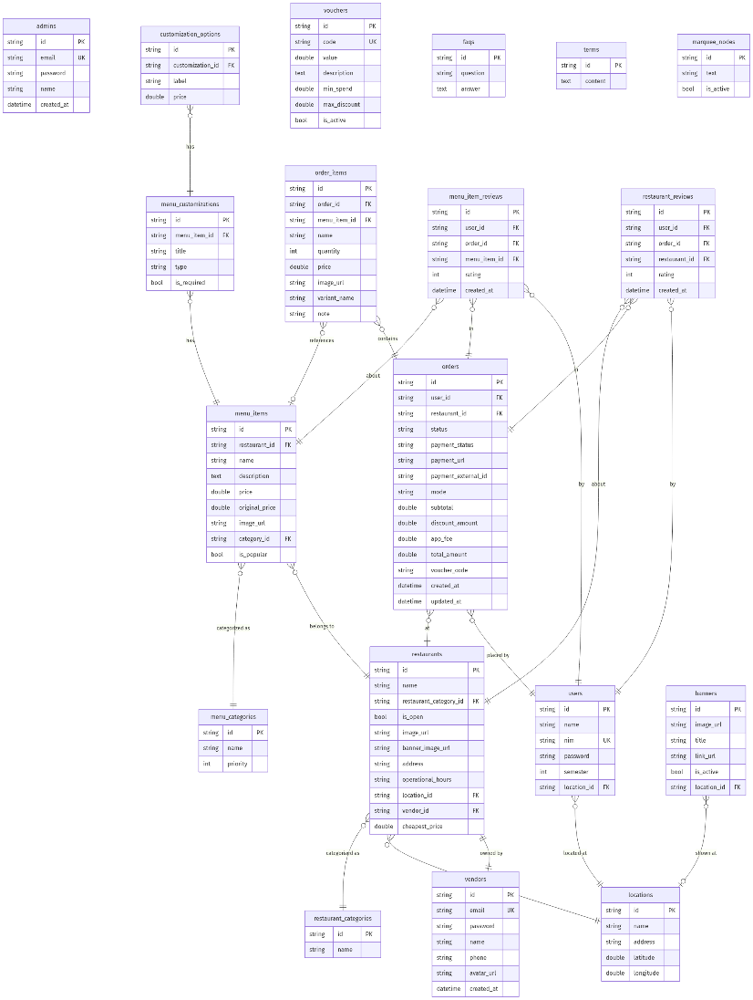 admins
string id PK
string email UK
string password
string name
datetime created_at
customization_options
string id PK
string customization_id FK
string label
double price
vouchers
string id PK
string code UK
double value
text description
double min_spend
double max_discount
bool is_active
faqs
string id PK
string question
text answer
terms
string id PK
text content
marquee_nodes
string id PK
string text
bool is_active
has
menu_customizations
string id PK
string menu_item_id FK
string title
string type
bool is_required
order_items
string id PK
string order_id FK
string menu_item_id FK
string name
int quantity
double price
string image_url
string variant_name
string note
menu_item_reviews
string id PK
string user_id FK
string order_id FK
string menu_item_id FK
int rating
datetime created_at
restaurant_reviews
string id PK
string user_id FK
string order_id FK
string restaurant_id FK
int rating
datetime created_at
has
references
contains
about
in
in
by
about
by
menu_items
string id PK
string restaurant_id FK
string name
text description
double price
double original_price
string image_url
string category_id FK
bool is_popular
orders
string id PK
string user_id FK
string restaurant_id FK
string status
string payment_status
string payment_url
string payment_external_id
string mode
double subtotal
double discount_amount
double app_fee
double total_amount
string voucher_code
datetime created_at
datetime updated_at
categorized as
belongs to
at
placed by
menu_categories
string id PK
string name
int priority
restaurants
string id PK
string name
string restaurant_category_id FK
bool is_open
string image_url
string banner_image_url
string address
string operational_hours
string location_id FK
string vendor_id FK
double cheapest_price
users
string id PK
string name
string nim UK
string password
int semester
string location_id FK
banners
string id PK
string image_url
string title
string link_url
bool is_active
string location_id FK
categorized as
owned by
located at
shown at
restaurant_categories
string id PK
string name
vendors
string id PK
string email UK
string password
string name
string phone
string avatar_url
datetime created_at
locations
string id PK
string name
string address
double latitude
double longitude